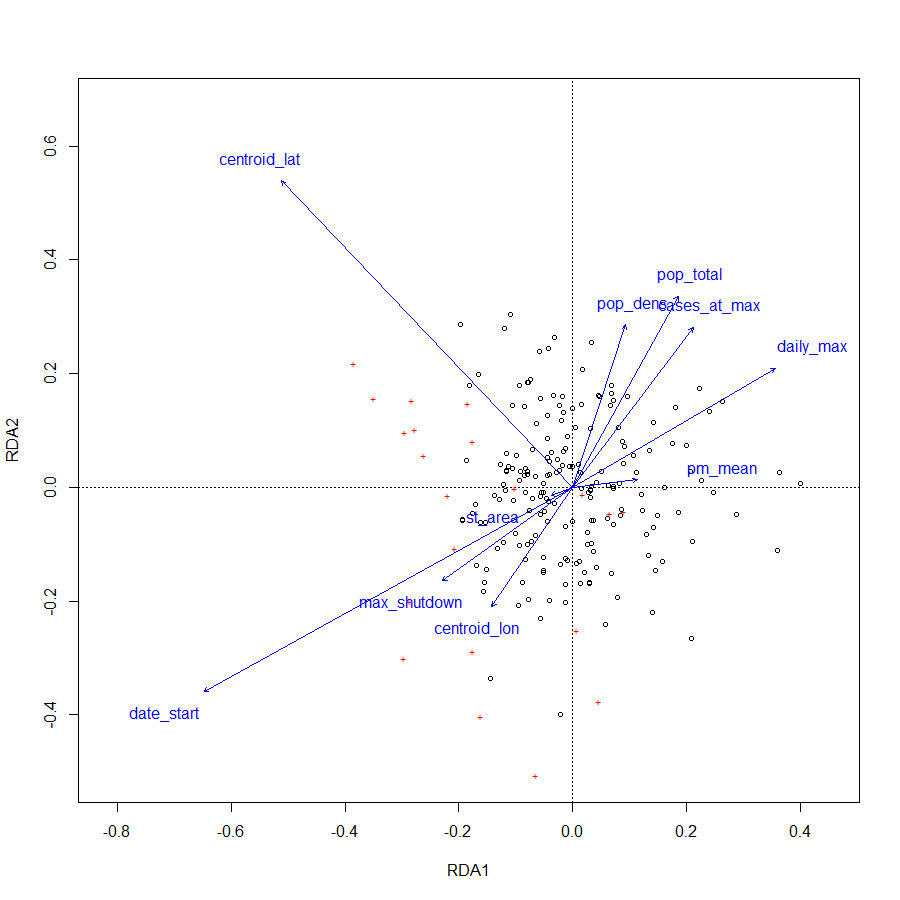 centroid_lat
pop_total
pop_dens
cases_at_max
daily_max
pm_mean
st_area
max_shutdown
centroid_lon
date_start
RDA2
0.6
0.4
0.2
0.0
-0.2
-0.4
-0.8
-0.6
-0.4
-0.2
0.0
0.2
0.4
RDA1